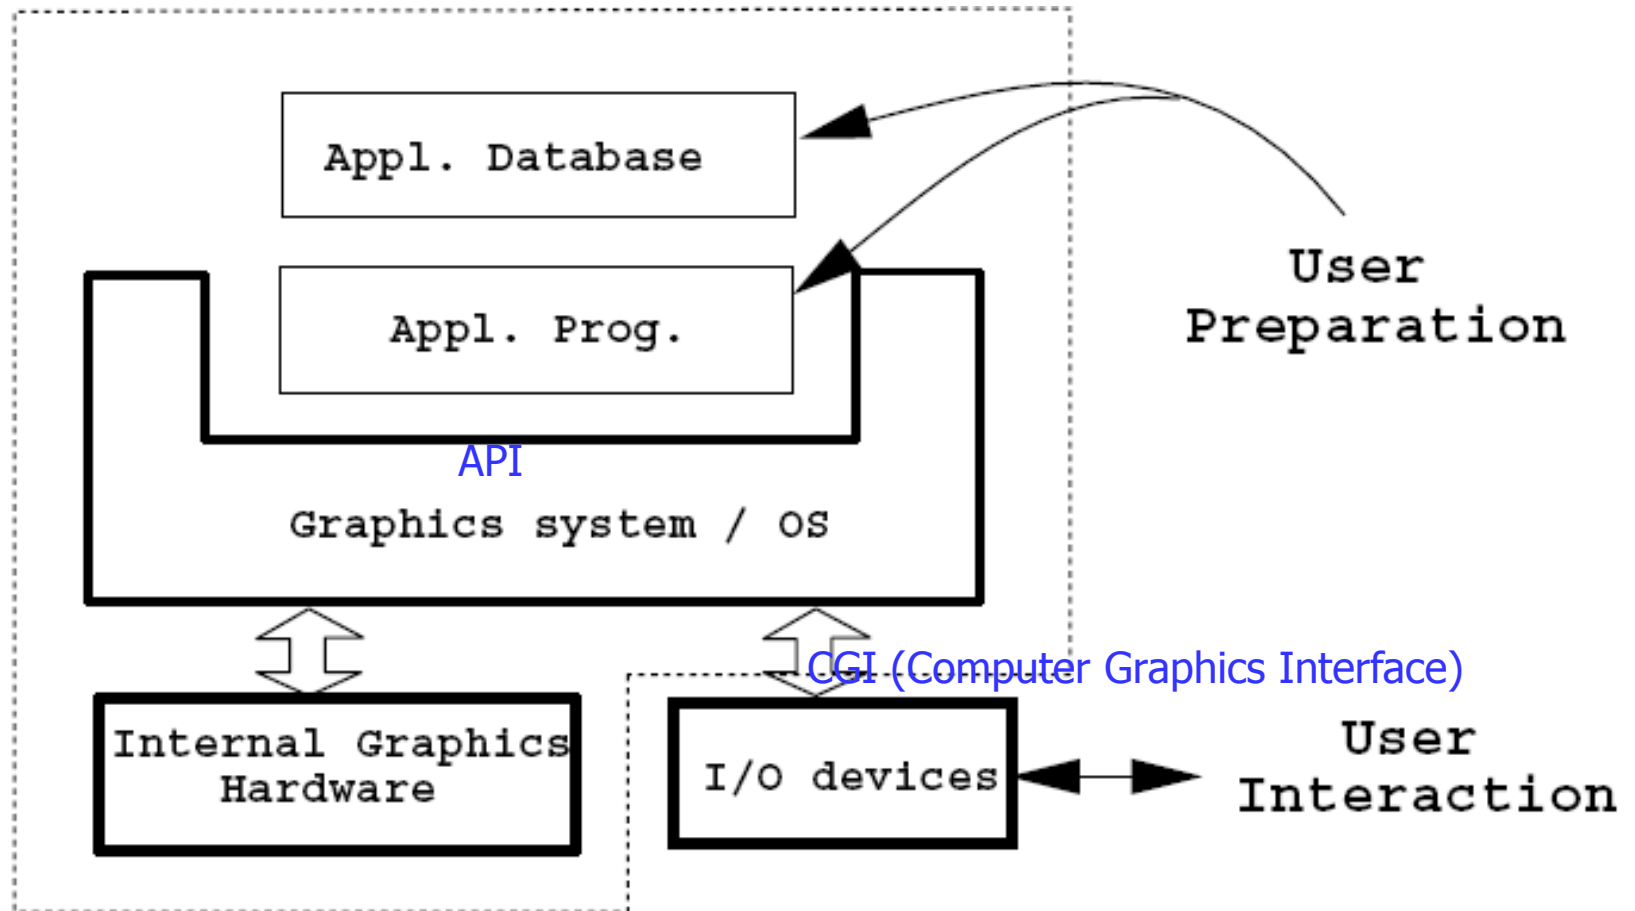 Appl. Database
User
Preparation
Appl. Prog.
API
Graphics system / OS
CGI (Computer Graphics Interface)
Internal Graphics
Hardware
I/O devices
User
Interaction